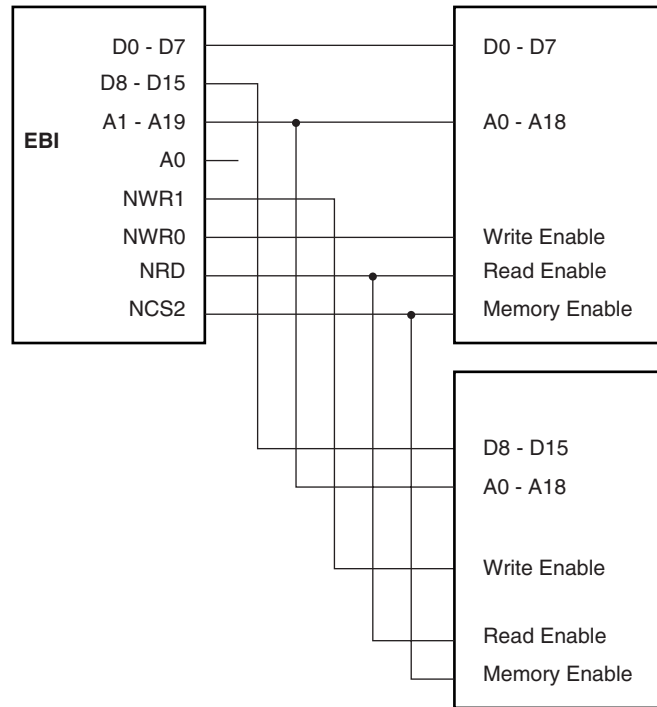 D0 - D7
D8 - D15
A1 - A19
EBI
A0
NWR1
NWR0
NRD
NCS2
D0 - D7
A0 - A18
Write Enable
Read Enable
Memory Enable
D8 - D15
A0 - A18
Write Enable
Read Enable
Memory Enable